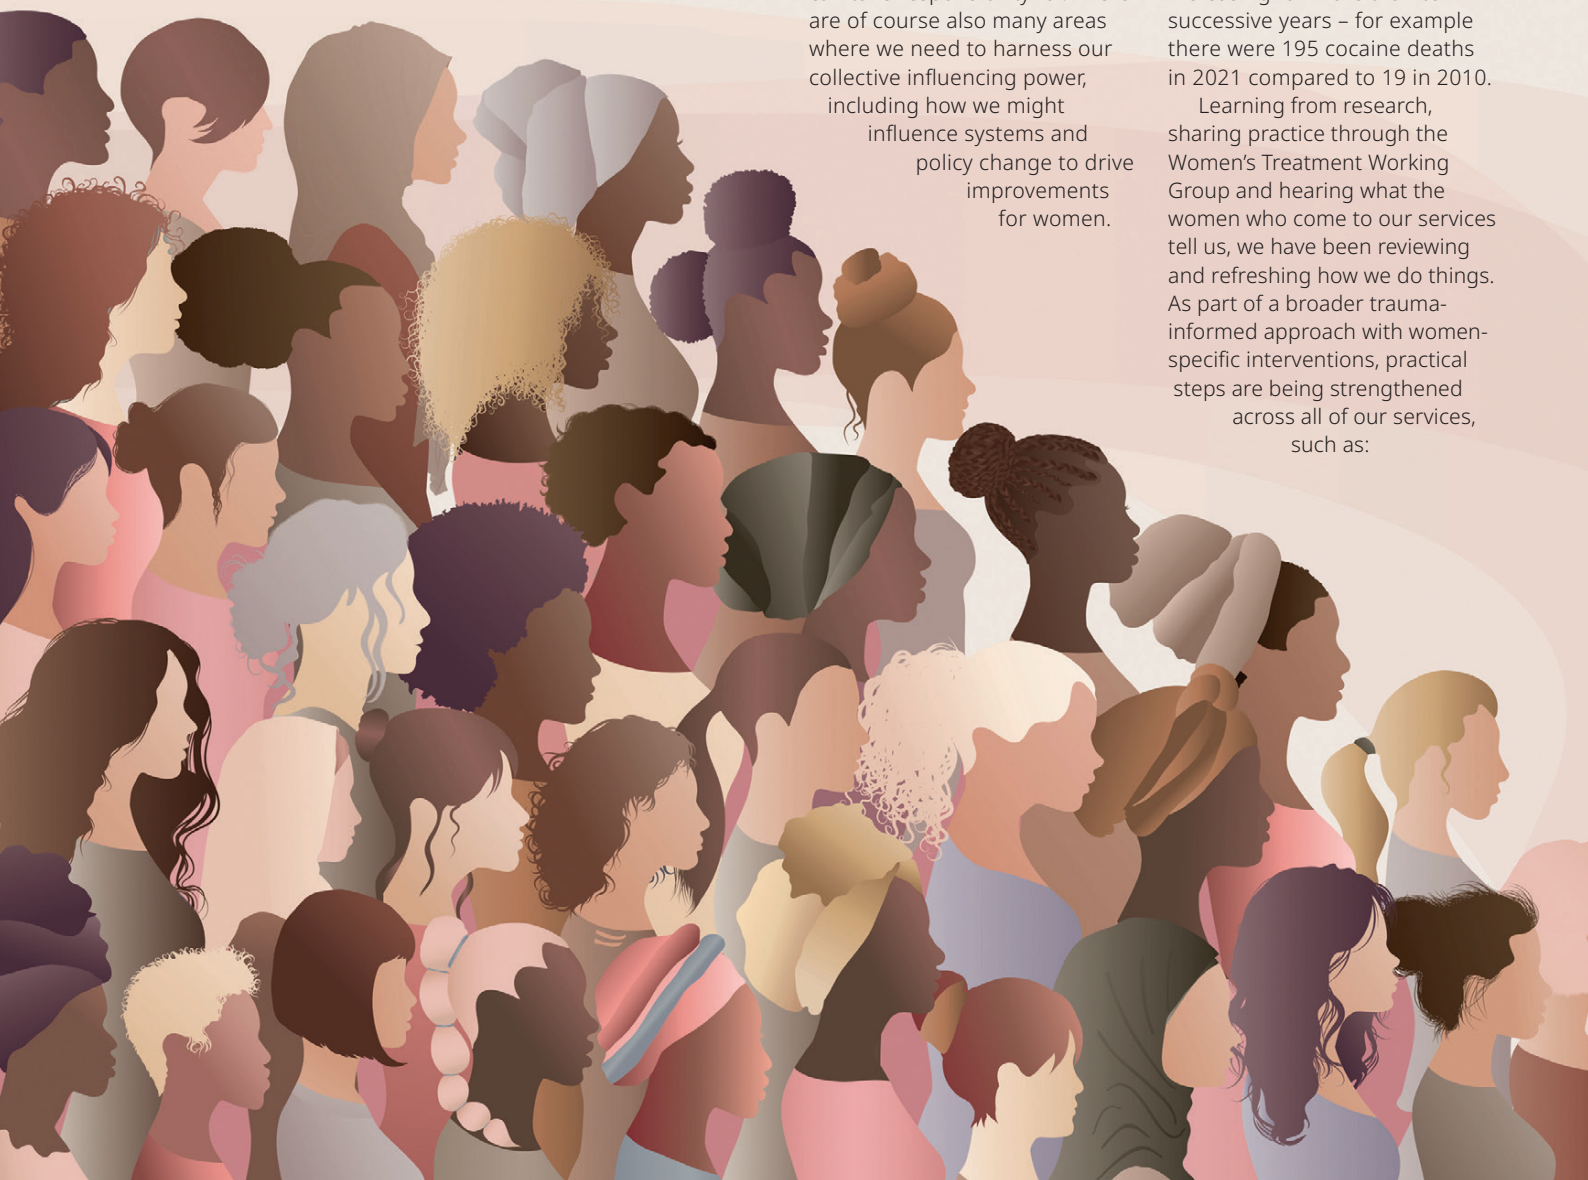 are of course also many areas
where we need to harness our
collective influencing power,
including how we might
influence systems and
policy change to drive
improvements
for women.
successive years – for example
there were 195 cocaine deaths
in 2021 compared to 19 in 2010.
Learning from research,
sharing practice through the
Women’s Treatment Working
Group and hearing what the
women who come to our services
tell us, we have been reviewing
and refreshing how we do things.
As part of a broader trauma-
informed approach with women-
specific interventions, practical
steps are being strengthened
across all of our services,
such as: